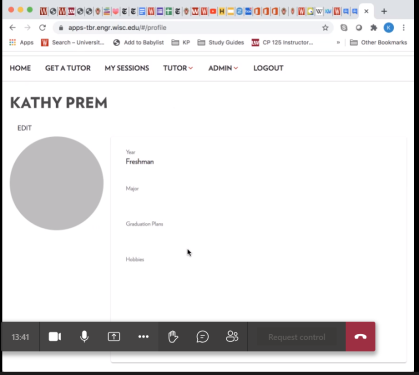 apps-tbr.engr.wisc.edu/#/profile
Apps Search – Universit... Add to Babylist KP Study Guides CP 125 instructor... » Other Bookmarks
HOME GET A TUTOR MY SESSIONS TUTOR ADMIN LOGOUT
KATHY PREM
EDIT
Year
Freshman
Major
Graduation Plans
Hobbies
13:41 Request control